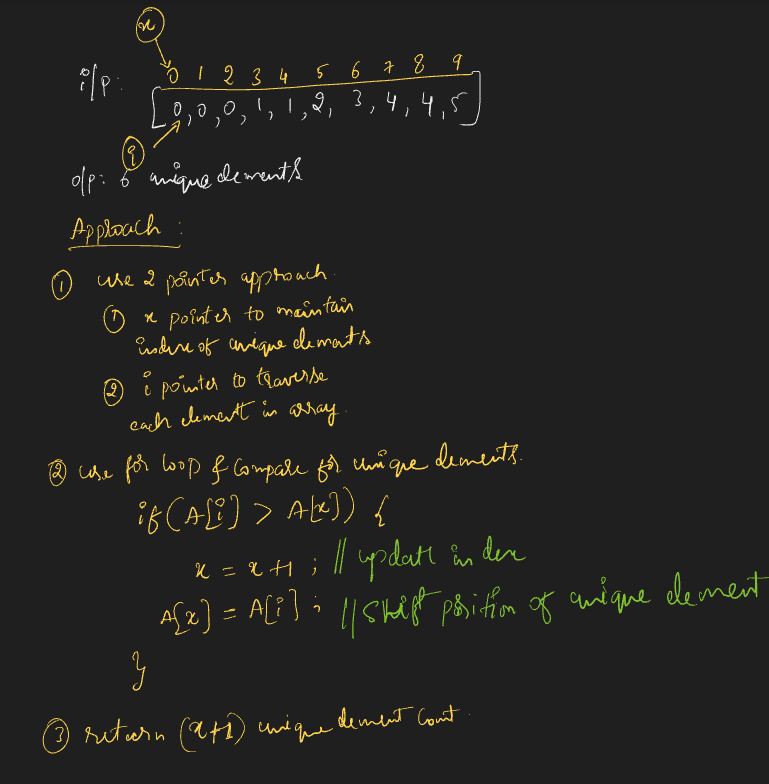 x
0 1 2 3 4 5 6 7 8 9
i/p: [0,0,0,1,1,2,3,4,4,5]
i
o/p: 6 unique elements
Approach :
① use 2 pointer approach.
① x pointer to maintain
index of unique elements
② i pointer to traverse
each element in array.
② use for loop & compare for unique elements.
if(A[i] > A[x]) {
x = x+1 ; // update index
A[x] = A[i] ; // shift position of unique element
}
③ return (x+1) unique element count.